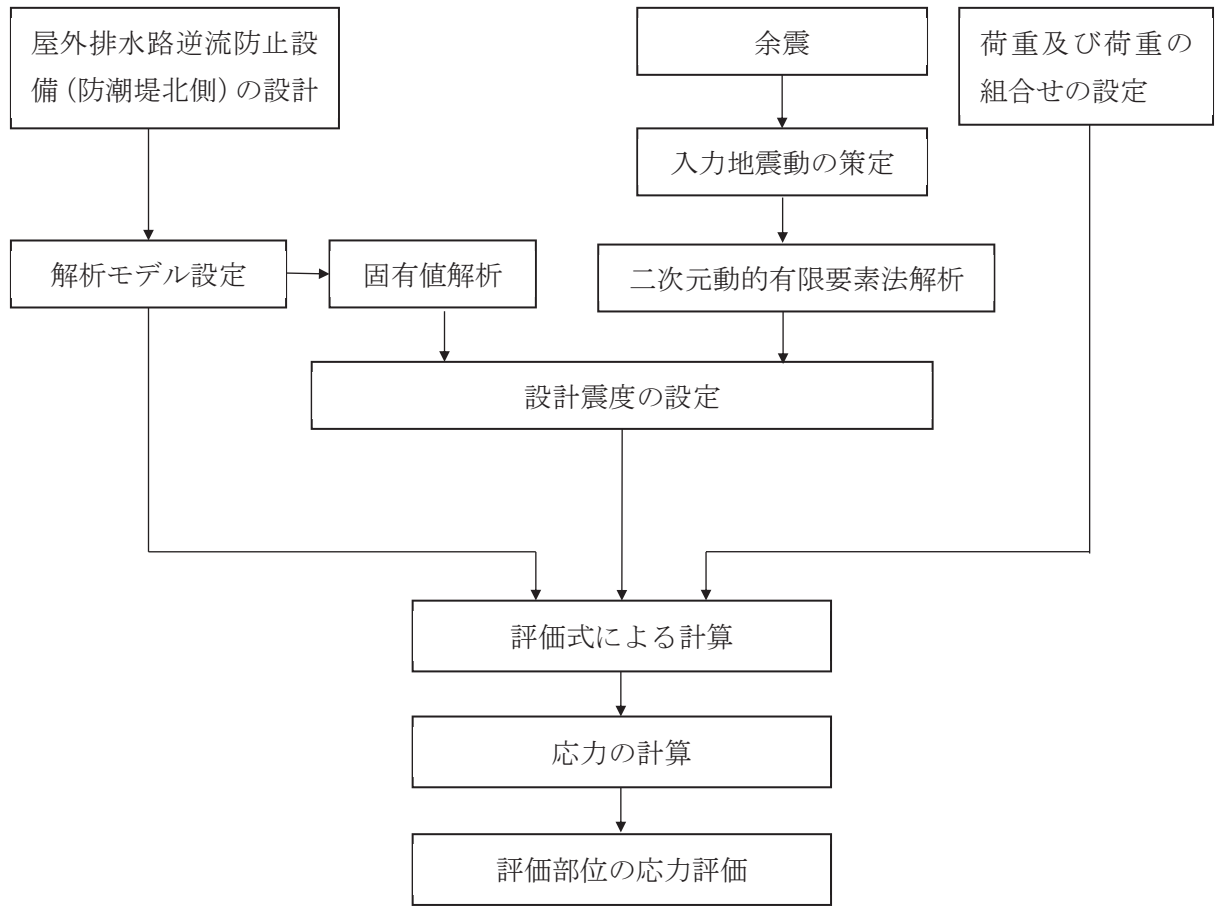 屋外排水路逆流防止設
備(防潮堤北側)の設計
余震
荷重及び荷重の
組合せの設定
入力地震動の策定
解析モデル設定
固有値解析
二次元動的有限要素法解析
設計震度の設定
評価式による計算
応力の計算
評価部位の応力評価